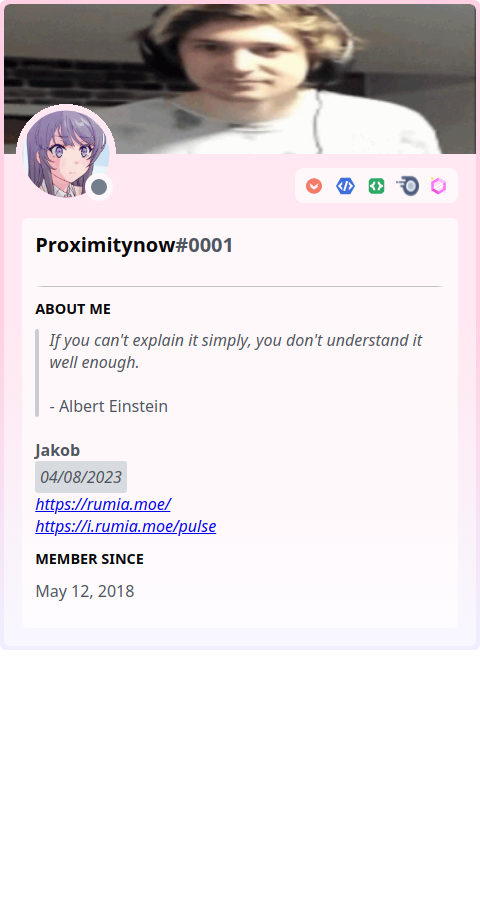 Proximitynow#0001
ABOUT ME
If you can't explain it simply, you don't understand it
well enough.
- Albert Einstein
Jakob
04/08/2023
https://rumia.moe/
https://i.rumia.moe/pulse
MEMBER SINCE
May 12, 2018